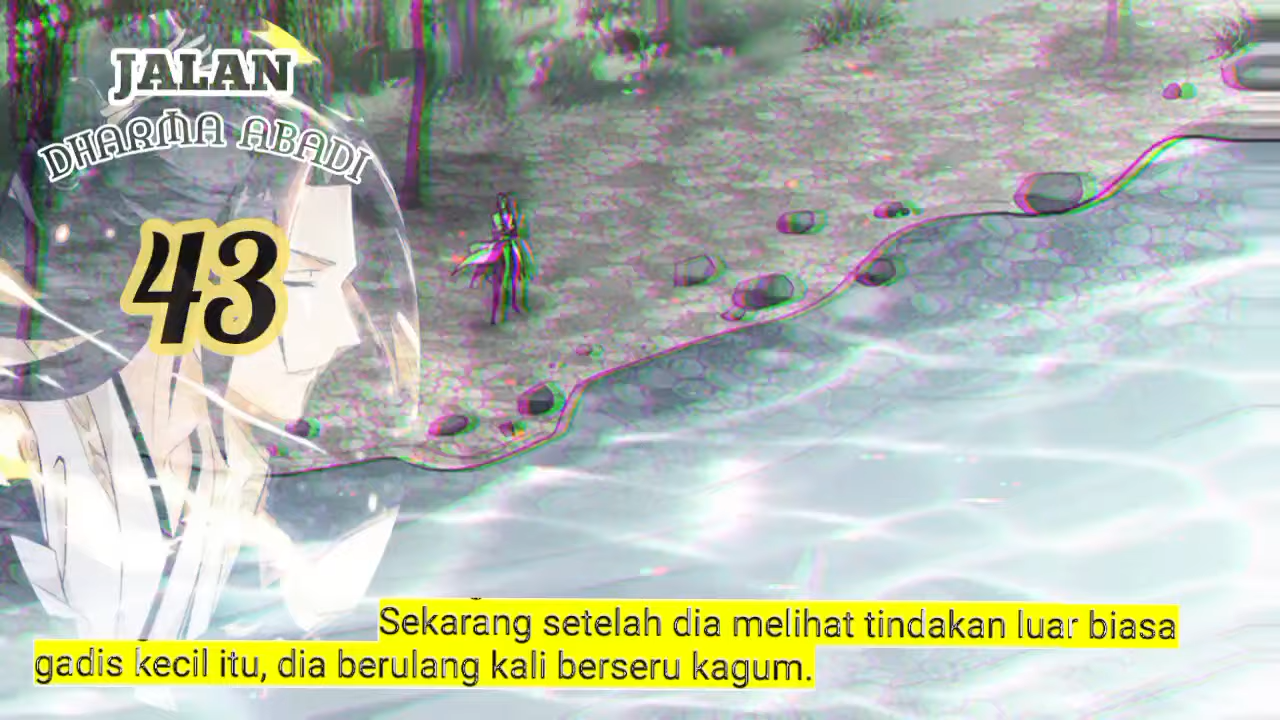 JALAN
DHARMA ABADI
43
Sekarang setelah dia melihat tindakan luar biasa
gadis kecil itu, dia berulang kali berseru kagum.